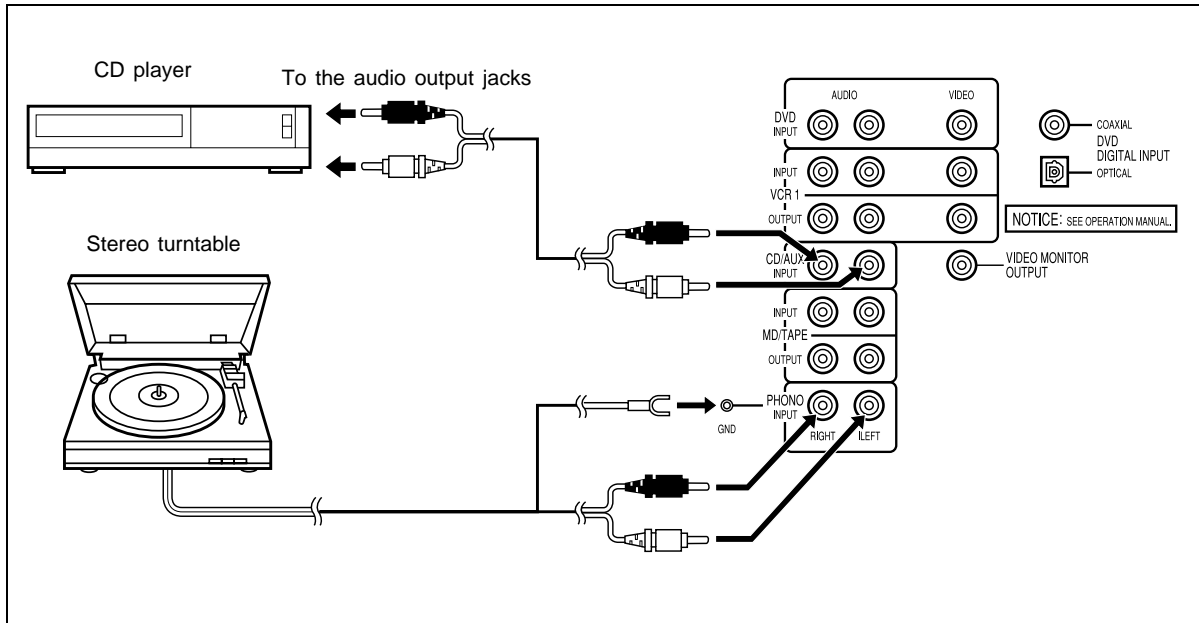 CD player
To the audio output jacks
Stereo turntable
AUDIO
VIDEO
DVD
INPUT
COAXIAL
DVD
DIGITAL INPUT
OPTICAL
INPUT
VCR 1
OUTPUT
NOTICE: SEE OPERATION MANUAL.
CD/AUX
INPUT
VIDEO MONITOR
OUTPUT
INPUT
MD/TAPE
OUTPUT
PHONO
INPUT
GND
RIGHT
LEFT